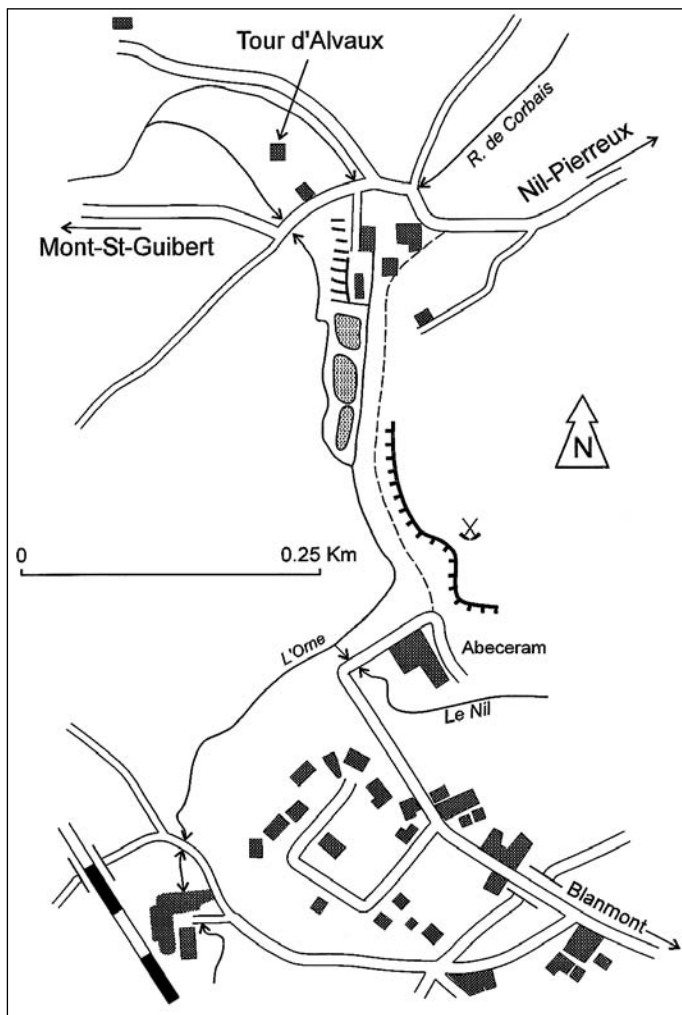 Tour d'Alvaux
R. de Corbais
Nil-Pierreux
Mont-St-Guibert
N
0 0.25 Km
L'Orne
Abeceram
Le Nil
Blanmont